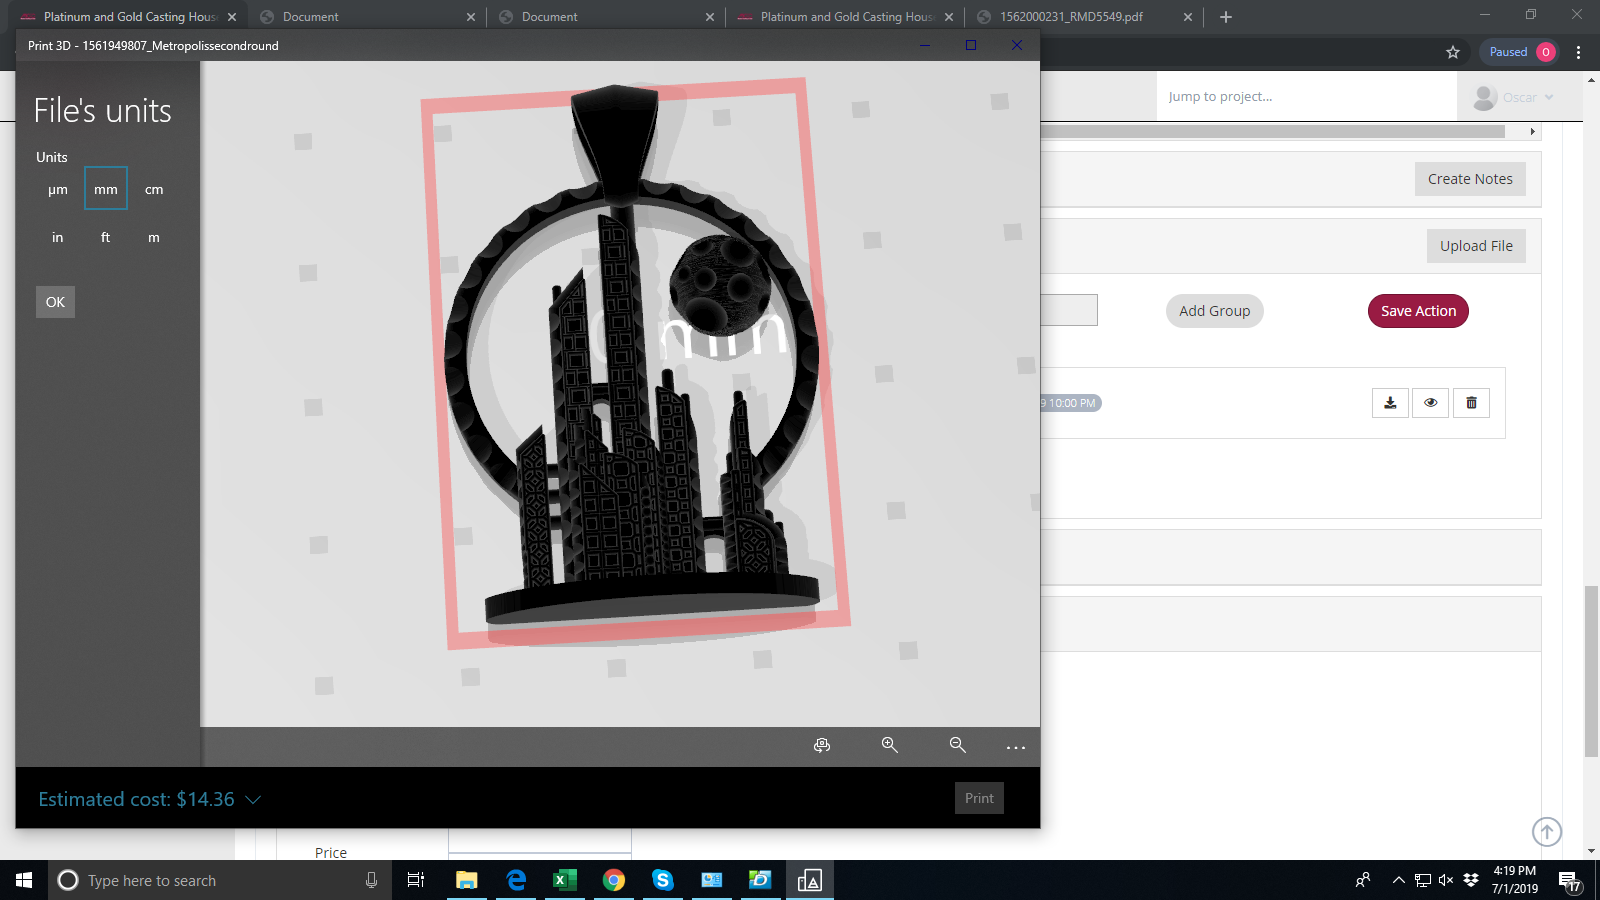 Platinum and Gold Casting Hous
Document
Document
Platinum and Gold Casting Hous
1562000231_RMD5549.pdf
Print 3D - 1561949807_Metropolissecondround
Paused 0
File's units
Units
µm mm cm
in ft m
OK
Jump to project...
Oscar
Create Notes
Upload File
Add Group
Save Action
9 10:00 PM
Estimated cost: $14.36
Print
Price
Type here to search
4:19 PM
7/1/2019
17